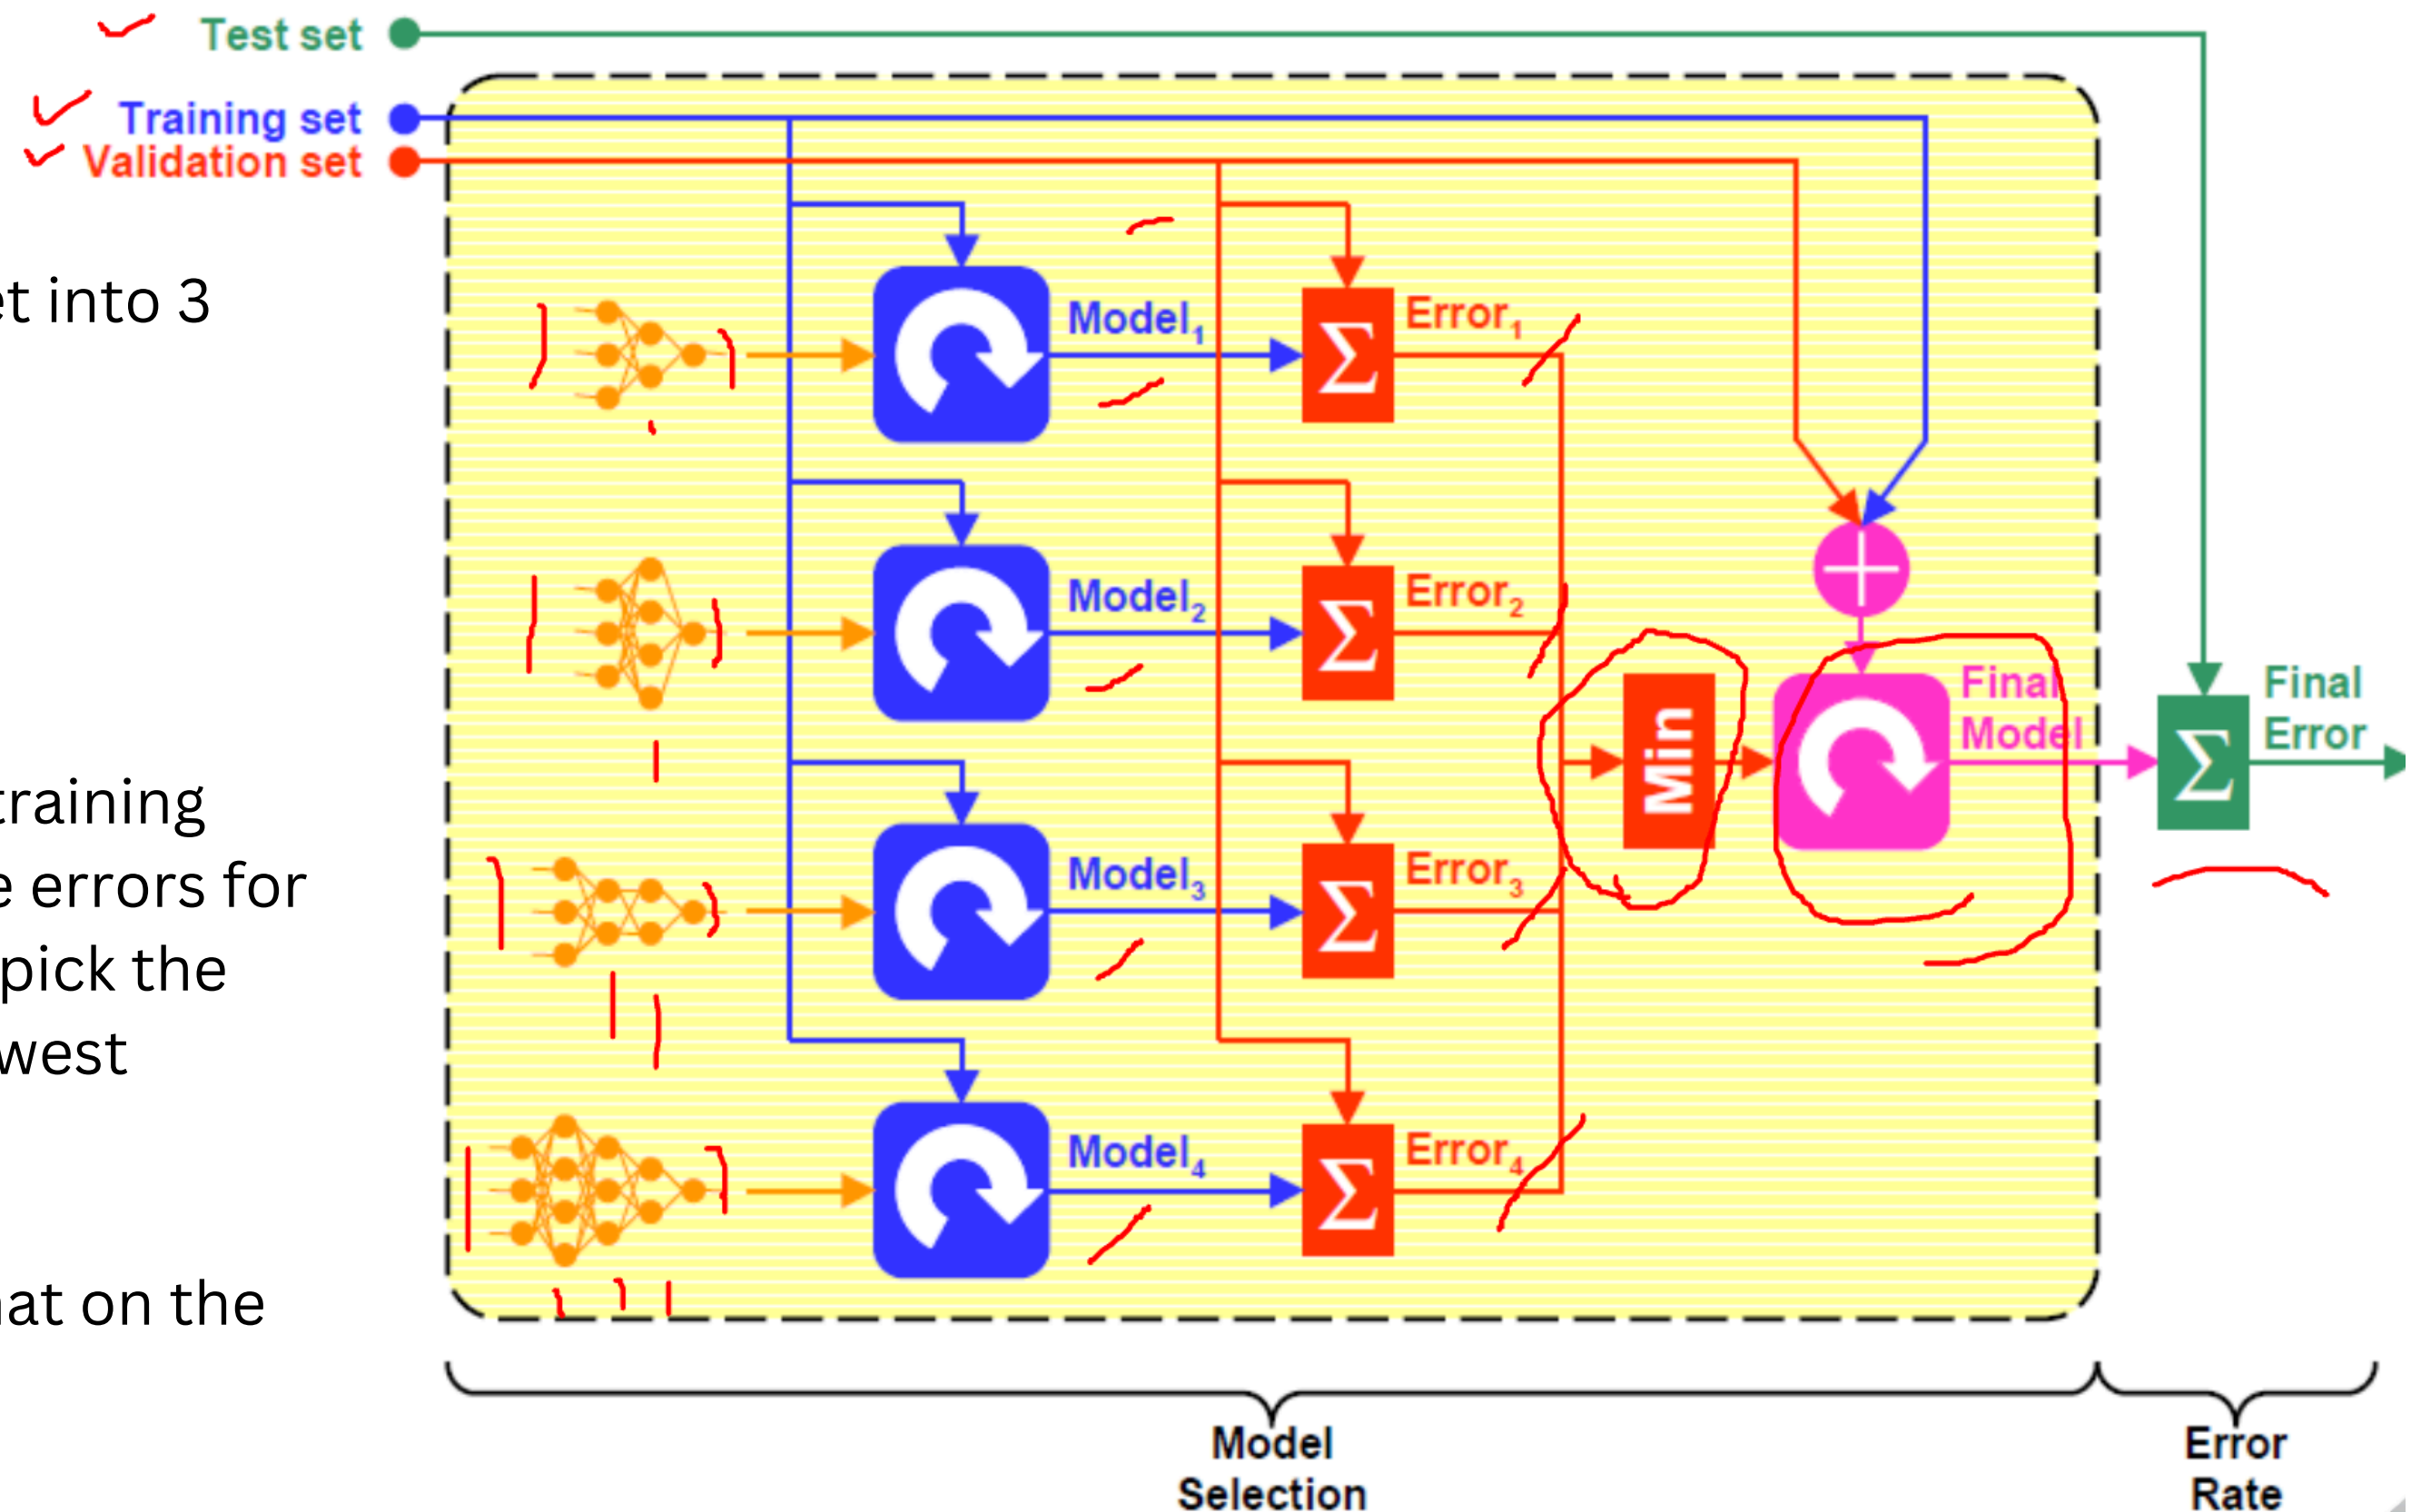 Test set
Training set
Validation set
et into 3
training
e errors for
pick the
west
at on the
Model₁
Error₁
Model₂
Error₂
Model₃
Error₃
Model₄
Error₄
Σ
Σ
Σ
Σ
Min
Final
Model
Σ
Final
Error
Model
Selection
Error
Rate